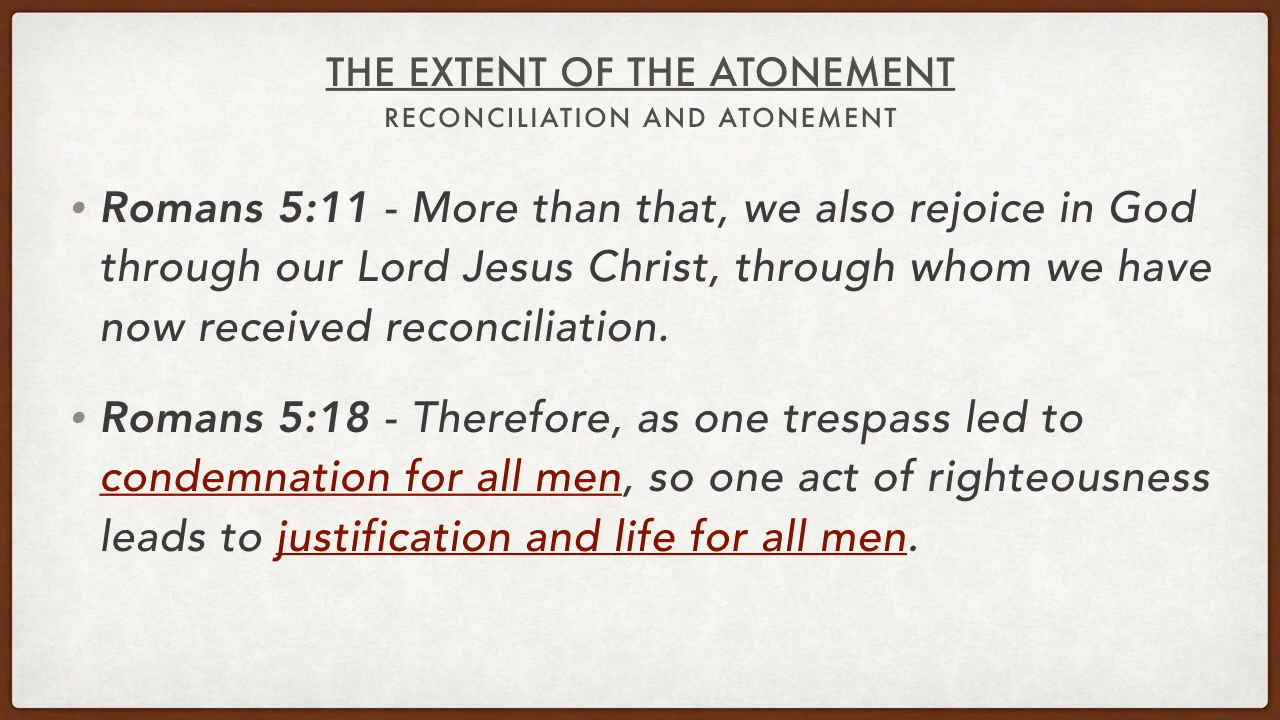 THE EXTENT OF THE ATONEMENT
RECONCILIATION AND ATONEMENT
• Romans 5:11 - More than that, we also rejoice in God
through our Lord Jesus Christ, through whom we have
now received reconciliation.
• Romans 5:18 - Therefore, as one trespass led to
condemnation for all men, so one act of righteousness
leads to justification and life for all men.